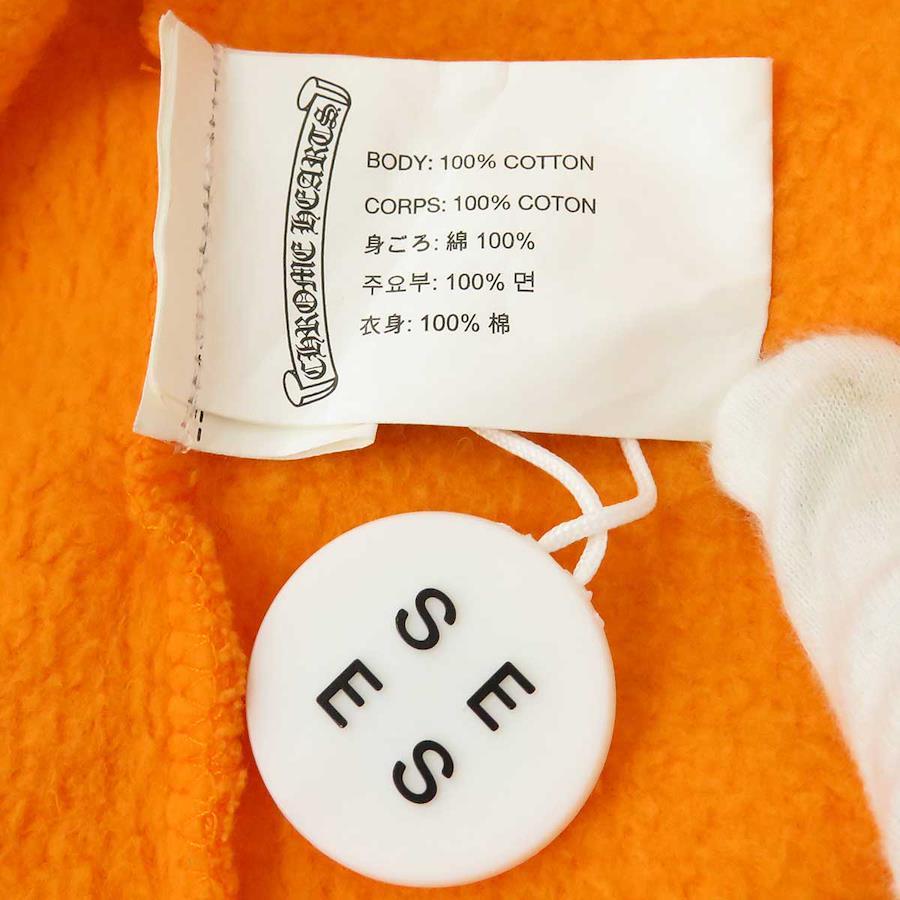 CHROME HEARTS
BODY: 100% COTTON
CORPS: 100% COTON
身ごろ: 綿 100%
주요부: 100% 면
衣身: 100% 棉
S
E E
S